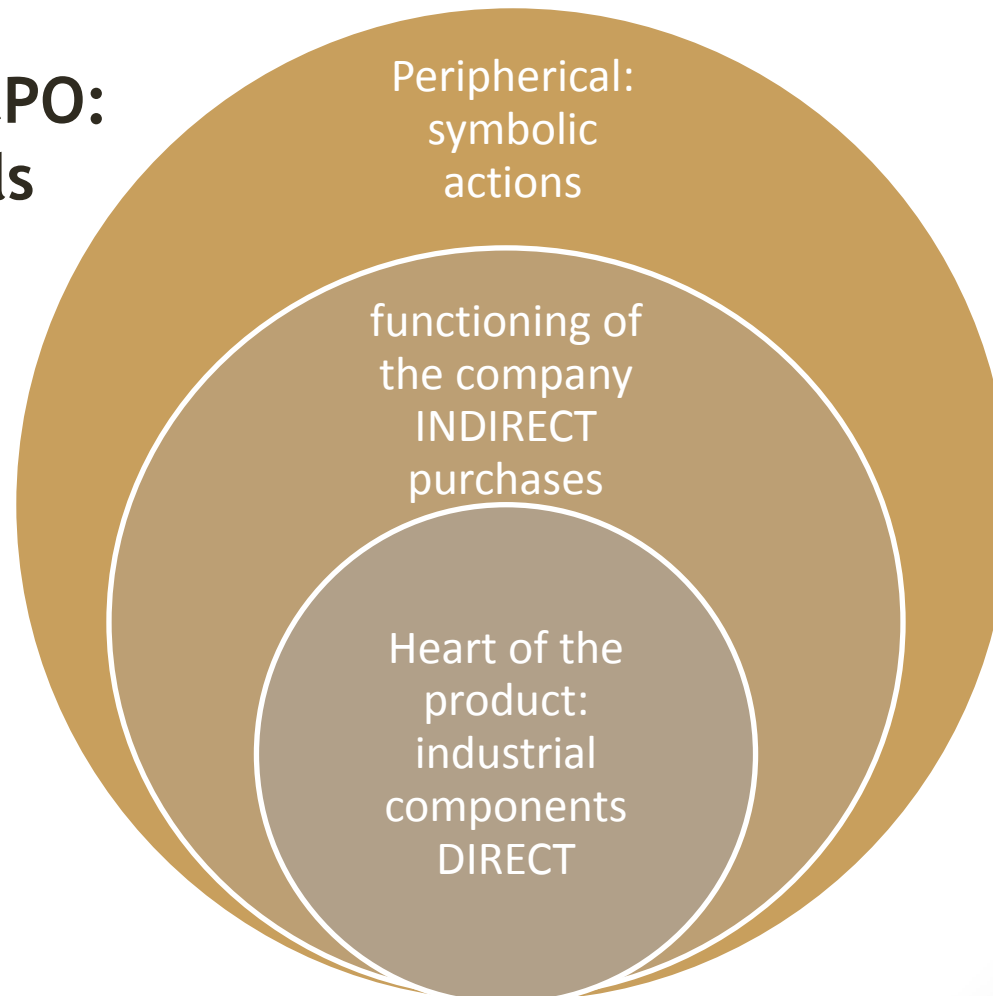 PO:
ls
Peripherical:
symbolic
actions
functioning of
the company
INDIRECT
purchases
Heart of the
product:
industrial
components
DIRECT